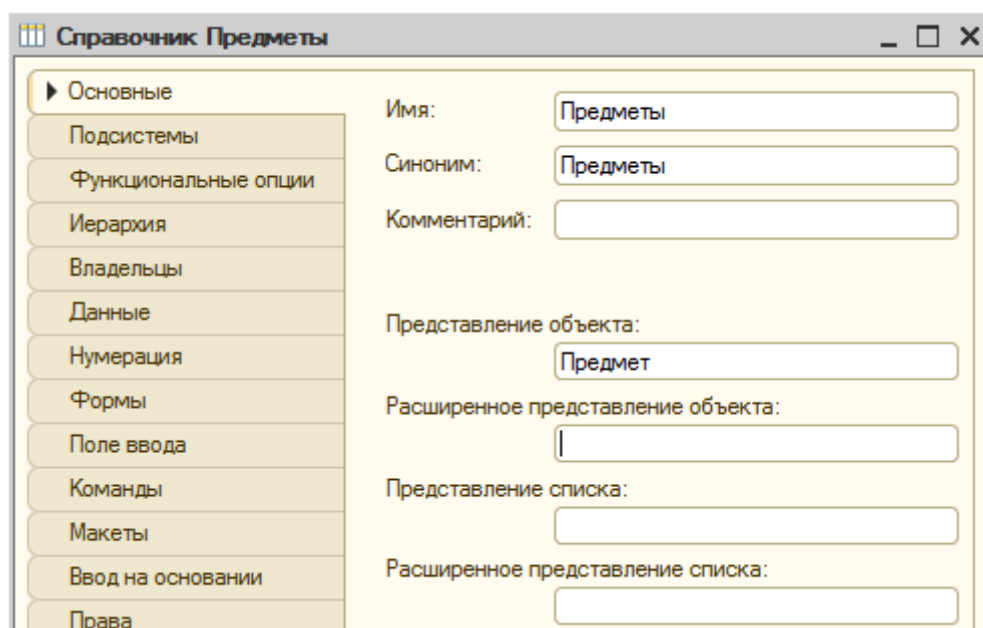 Справочник Предметы
Основные
Подсистемы
Функциональные опции
Иерархия
Владельцы
Данные
Нумерация
Формы
Поле ввода
Команды
Макеты
Ввод на основании
Права
Имя: Предметы
Синоним: Предметы
Комментарий:
Представление объекта:
Предмет
Расширенное представление объекта:
Представление списка:
Расширенное представление списка: